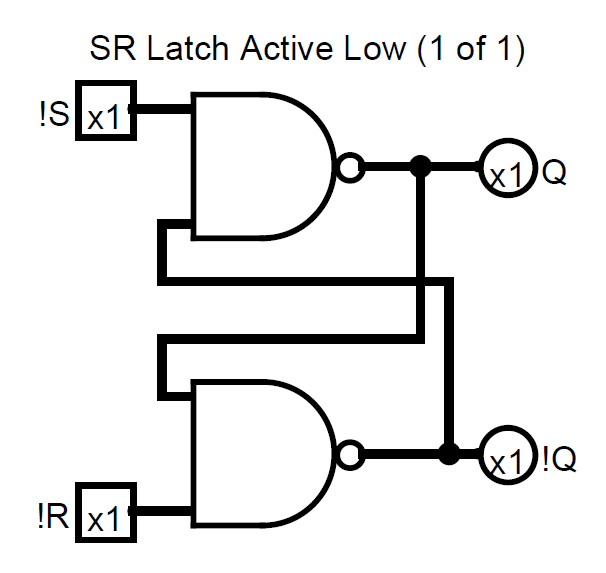 SR Latch Active Low (1 of 1)
!S x1
x1 Q
x1 !Q
!R x1